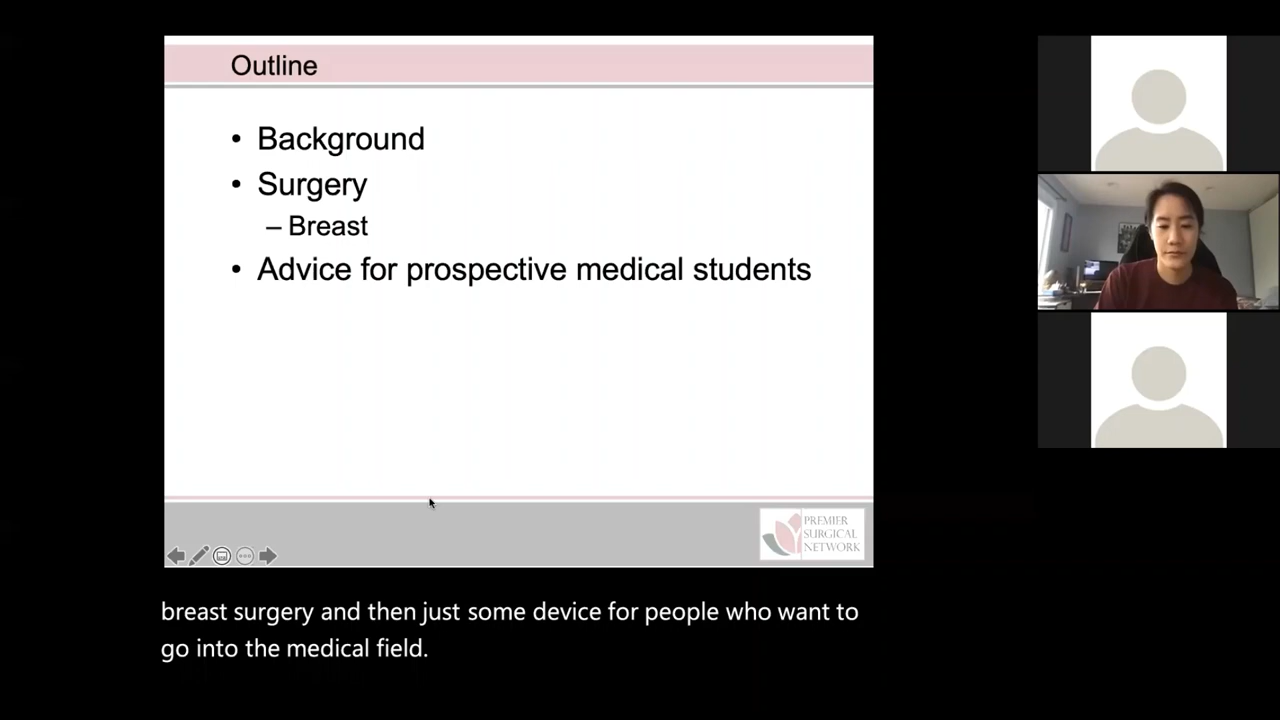 Outline
• Background
• Surgery
– Breast
• Advice for prospective medical students
PREMIER
SURGICAL
NETWORK
breast surgery and then just some device for people who want to
go into the medical field.